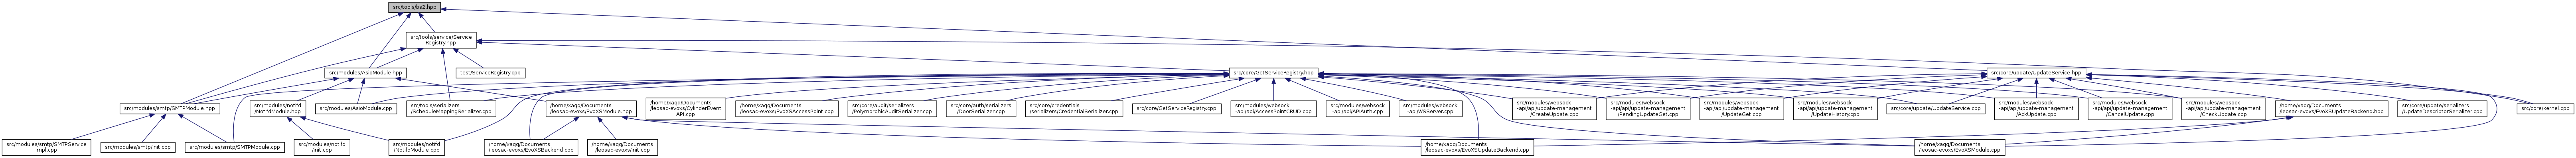 src/tools/bs2.hpp
src/tools/service/Service
Registry.hpp
src/modules/AsioModule.hpp
test/ServiceRegistry.cpp
src/core/GetServiceRegistry.hpp
src/core/update/UpdateService.hpp
src/modules/smtp/SMTPModule.hpp
src/modules/notifd
/NotifdModule.hpp
src/modules/AsioModule.cpp
src/tools/serializers
/ScheduleMappingSerializer.cpp
/home/xaqq/Documents
/leosac-evoxs/EvoXSModule.hpp
/home/xaqq/Documents
/leosac-evoxs/CylinderEvent
API.cpp
/home/xaqq/Documents
/leosac-evoxs/EvoXSAccessPoint.cpp
src/core/audit/serializers
/PolymorphicAuditSerializer.cpp
src/core/auth/serializers
/DoorSerializer.cpp
src/core/credentials
/serializers/CredentialSerializer.cpp
src/core/GetServiceRegistry.cpp
src/modules/websock
-api/api/AccessPointCRUD.cpp
src/modules/websock
-api/api/APIAuth.cpp
src/modules/websock
-api/WSServer.cpp
src/modules/websock
-api/api/update-management
/CreateUpdate.cpp
src/modules/websock
-api/api/update-management
/PendingUpdateGet.cpp
src/modules/websock
-api/api/update-management
/UpdateGet.cpp
src/modules/websock
-api/api/update-management
/UpdateHistory.cpp
src/core/update/UpdateService.cpp
src/modules/websock
-api/api/update-management
/AckUpdate.cpp
src/modules/websock
-api/api/update-management
/CancelUpdate.cpp
src/modules/websock
-api/api/update-management
/CheckUpdate.cpp
/home/xaqq/Documents
/leosac-evoxs/EvoXSUpdateBackend.hpp
src/core/update/serializers
/UpdateDescriptorSerializer.cpp
src/core/kernel.cpp
src/modules/smtp/SMTPService
Impl.cpp
src/modules/smtp/init.cpp
src/modules/smtp/SMTPModule.cpp
src/modules/notifd
/init.cpp
src/modules/notifd
/NotifdModule.cpp
/home/xaqq/Documents
/leosac-evoxs/EvoXSBackend.cpp
/home/xaqq/Documents
/leosac-evoxs/init.cpp
/home/xaqq/Documents
/leosac-evoxs/EvoXSUpdateBackend.cpp
/home/xaqq/Documents
/leosac-evoxs/EvoXSModule.cpp